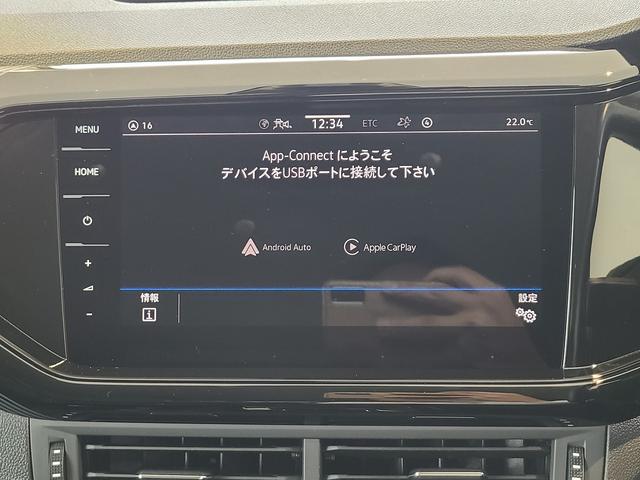 MENU
HOME
+
-
16
12:34
ETC
22.0℃
App-Connect にようこそ
デバイスをUSBポートに接続して下さい
Android Auto
Apple CarPlay
情報
設定